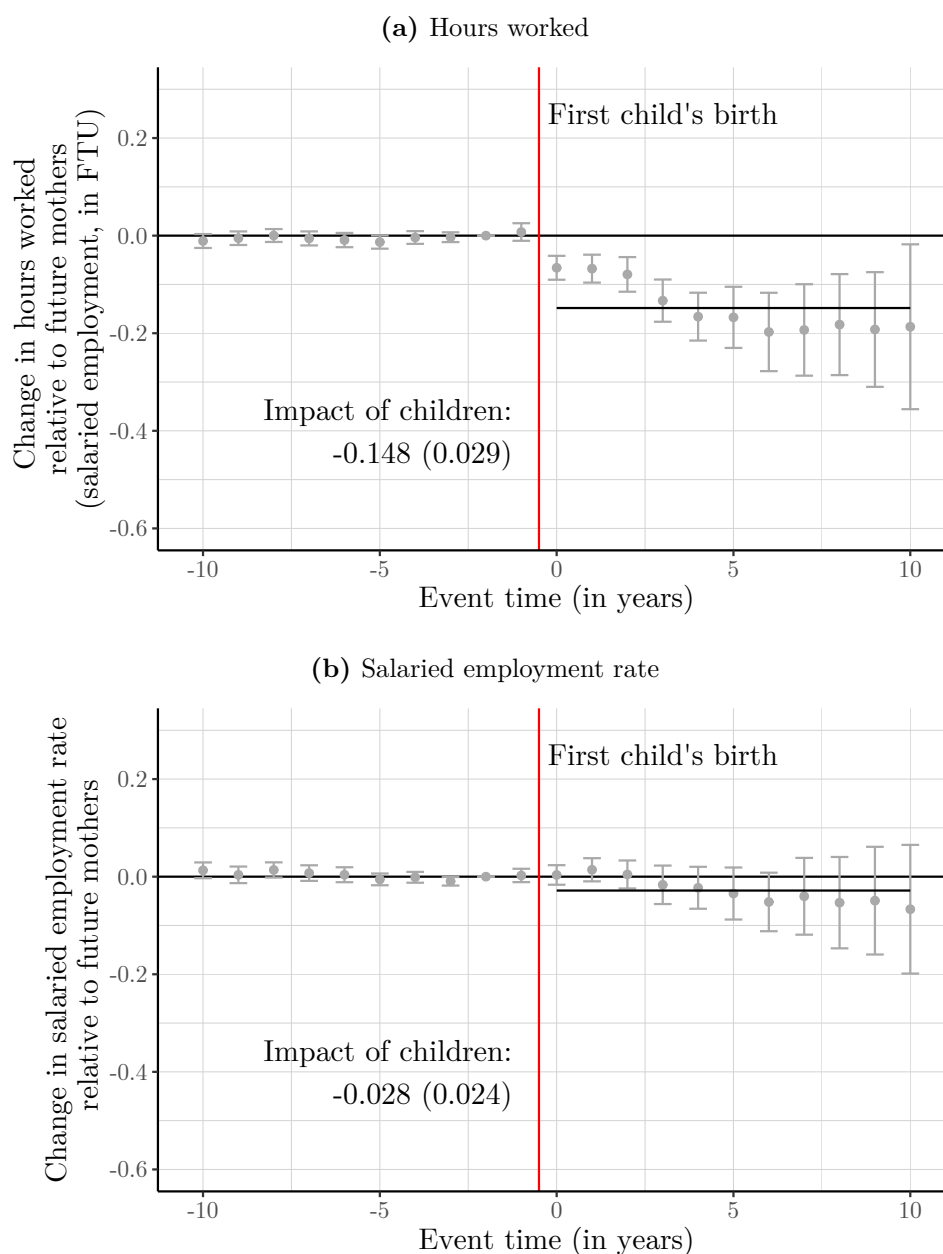 (a) Hours worked
Change in hours worked
relative to future mothers
(salaried employment, in FTU)
0.2
0.0
-0.2
-0.4
-0.6
First child's birth
Impact of children:
-0.148 (0.029)
-10
-5
0
5
10
Event time (in years)
(b) Salaried employment rate
Change in salaried employment rate
relative to future mothers
0.2
0.0
-0.2
-0.4
-0.6
First child's birth
Impact of children:
-0.028 (0.024)
-10
-5
0
5
10
Event time (in years)